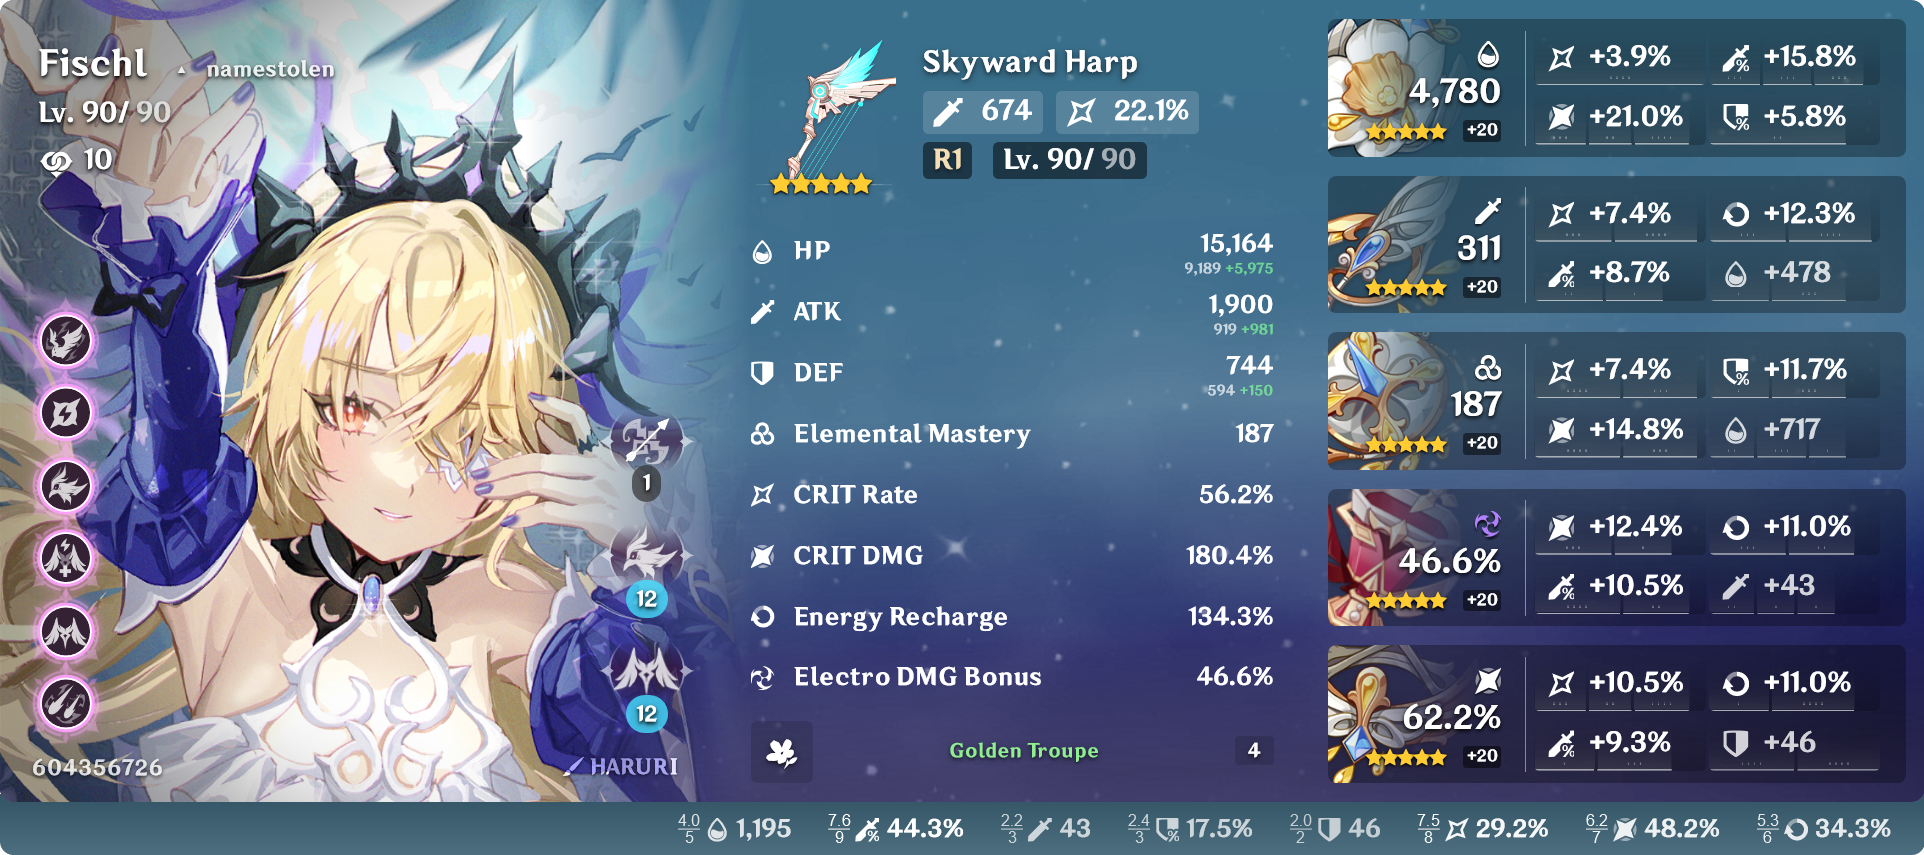 Fischl namestolen
Lv. 90/ 90
10
1
12
12
604356726
HARURI
Skyward Harp
674 22.1%
R1 Lv. 90/ 90
HP 15,164
9,189 +5,975
ATK 1,900
919 +981
DEF 744
594 +150
Elemental Mastery 187
CRIT Rate 56.2%
CRIT DMG 180.4%
Energy Recharge 134.3%
Electro DMG Bonus 46.6%
Golden Troupe 4
4,780
+20
+3.9% +15.8%
+21.0% +5.8%
311
+20
+7.4% +12.3%
+8.7% +478
187
+20
+7.4% +11.7%
+14.8% +717
46.6%
+20
+12.4% +11.0%
+10.5% +43
62.2%
+20
+10.5% +11.0%
+9.3% +46
4.0 5 1,195 7.6 9 44.3% 2.2 3 43 2.4 3 17.5% 2.0 2 46 7.5 8 29.2% 6.2 7 48.2% 5.3 6 34.3%